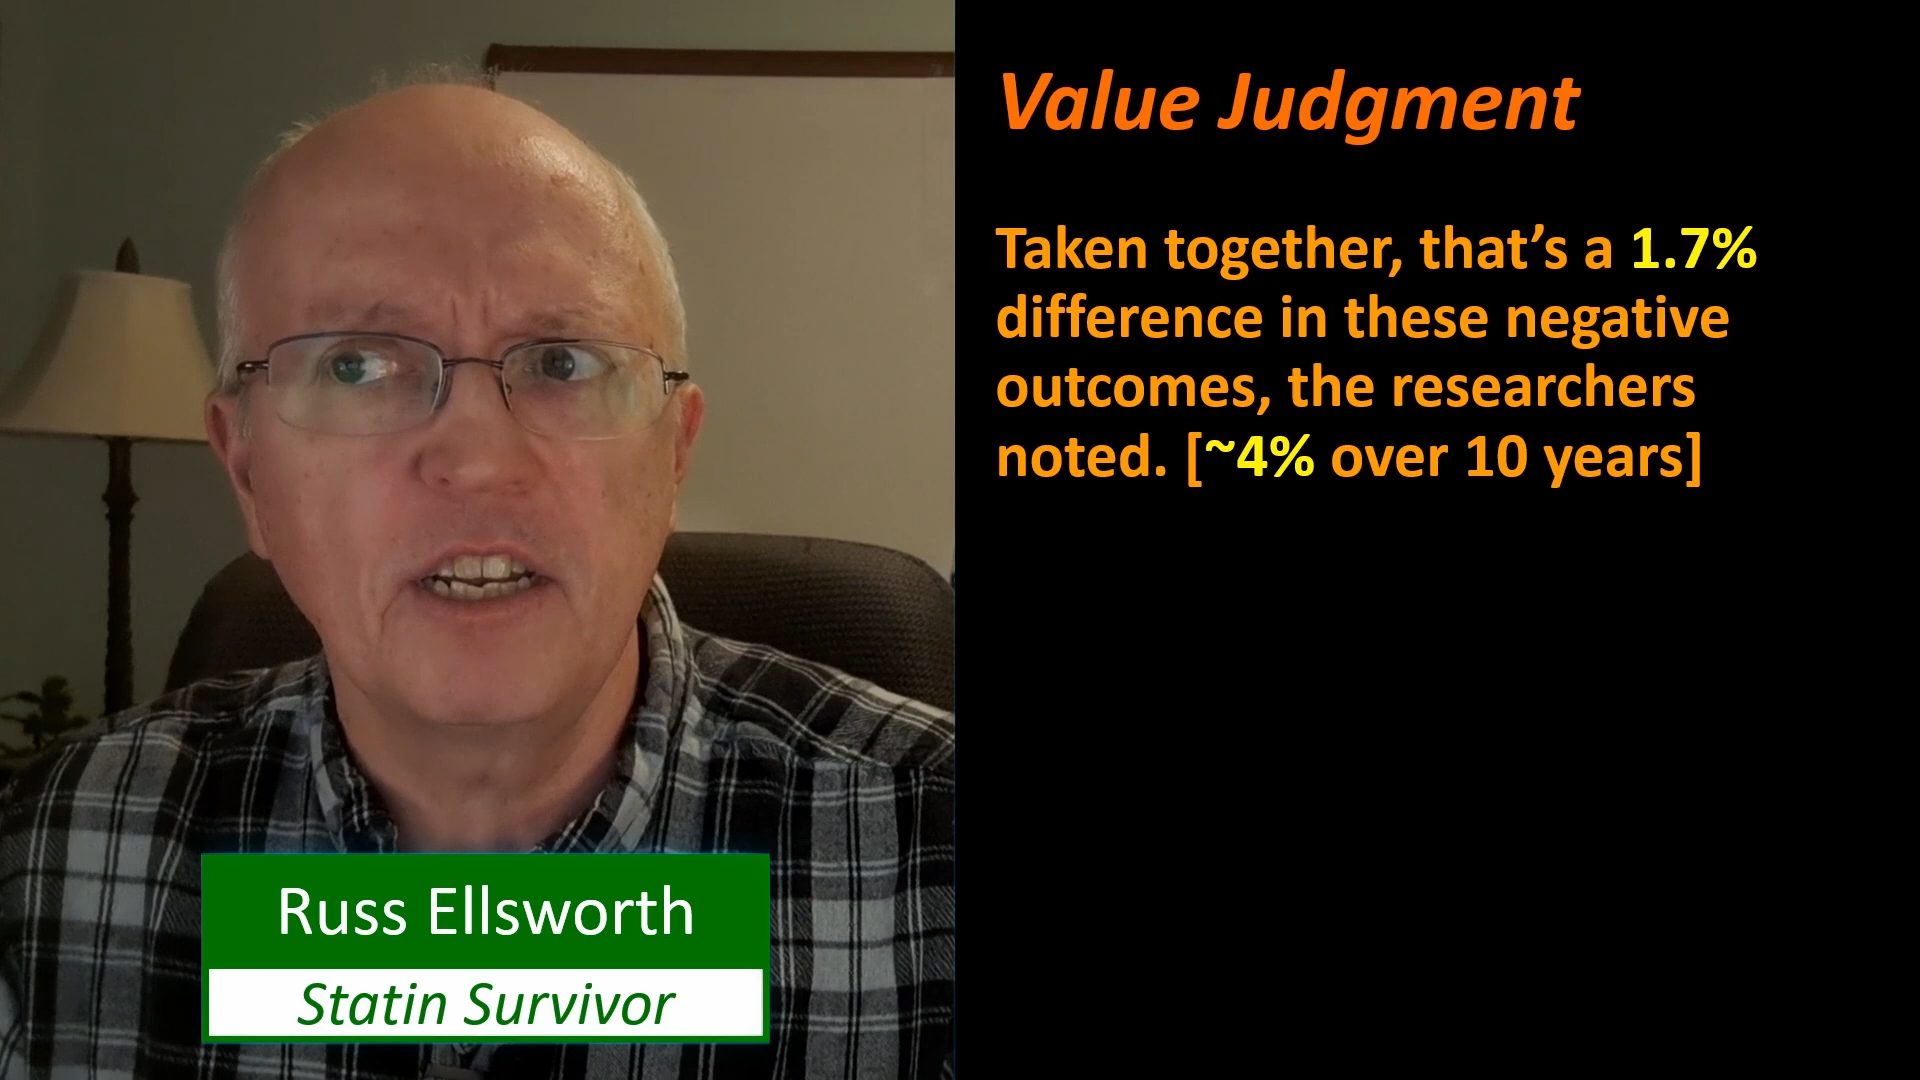 Value Judgment
Taken together, that’s a 1.7%
difference in these negative
outcomes, the researchers
noted. [~4% over 10 years]
Russ Ellsworth
Statin Survivor